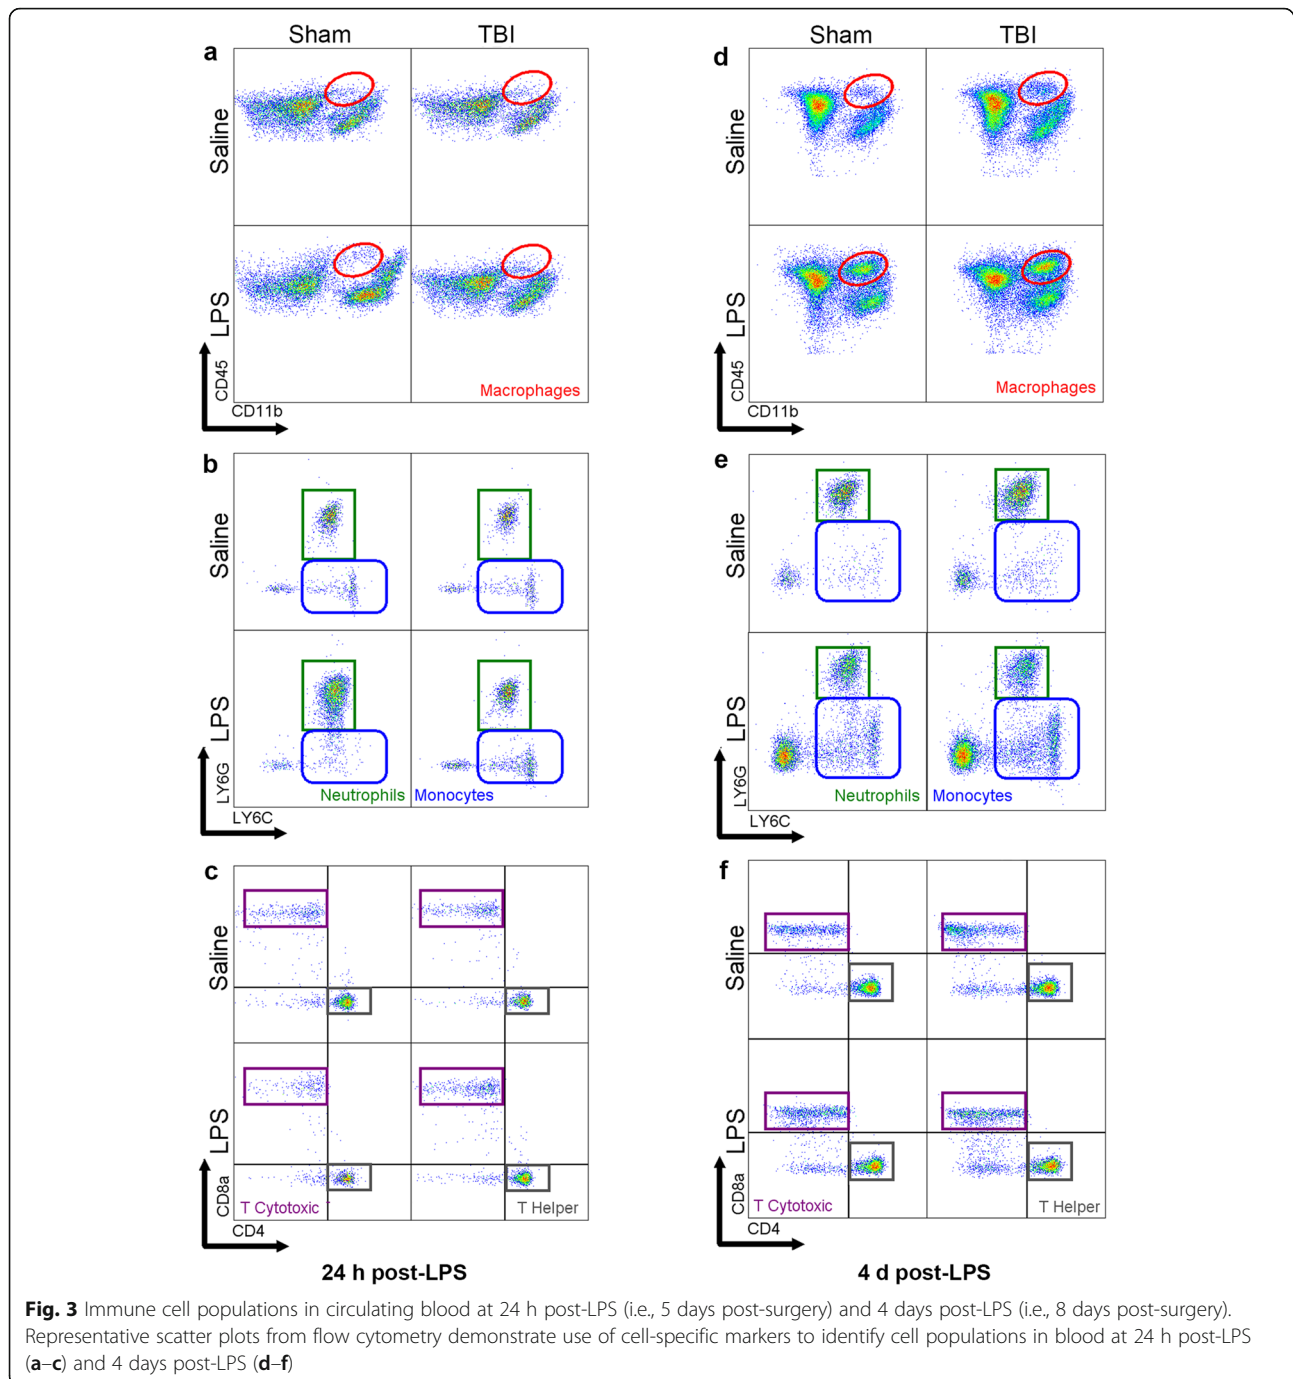 a
Sham
TBI
Saline
LPS
CD45
CD11b
Macrophages
b
Saline
LPS
LY6G
LY6C
Neutrophils
Monocytes
c
Saline
LPS
CD8a
CD4
T Cytotoxic
T Helper
24 h post-LPS
d
Sham
TBI
Saline
LPS
CD45
CD11b
Macrophages
e
Saline
LPS
LY6G
LY6C
Neutrophils
Monocytes
f
Saline
LPS
CD8a
CD4
T Cytotoxic
T Helper
4 d post-LPS
Fig. 3 Immune cell populations in circulating blood at 24 h post-LPS (i.e., 5 days post-surgery) and 4 days post-LPS (i.e., 8 days post-surgery).
Representative scatter plots from flow cytometry demonstrate use of cell-specific markers to identify cell populations in blood at 24 h post-LPS
(a–c) and 4 days post-LPS (d–f)